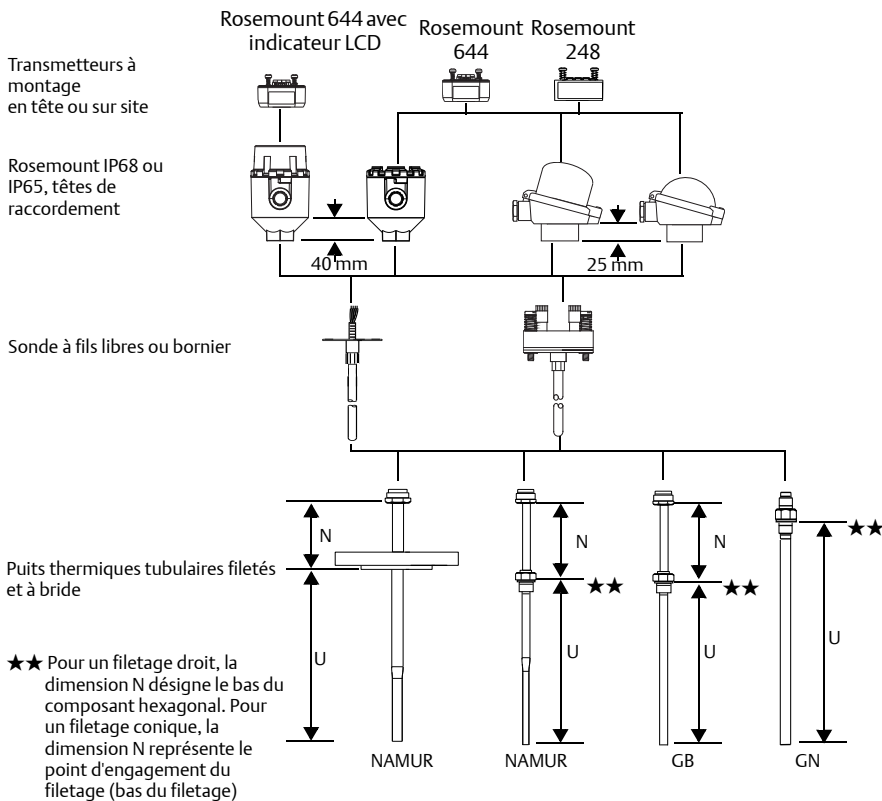 Rosemount 644 avec
indicateur LCD
Rosemount
644
Rosemount
248
Transmetteurs à
montage
en tête ou sur site
Rosemount IP68 ou
IP65, têtes de
raccordement
40 mm
25 mm
Sonde à fils libres ou bornier
N
N
N
★★
★★
★★
Puits thermiques tubulaires filetés
et à bride
U
U
U
U
★★ Pour un filetage droit, la
dimension N désigne le bas du
composant hexagonal. Pour
un filetage conique, la
dimension N représente le
point d'engagement du
filetage (bas du filetage)
NAMUR
NAMUR
GB
GN